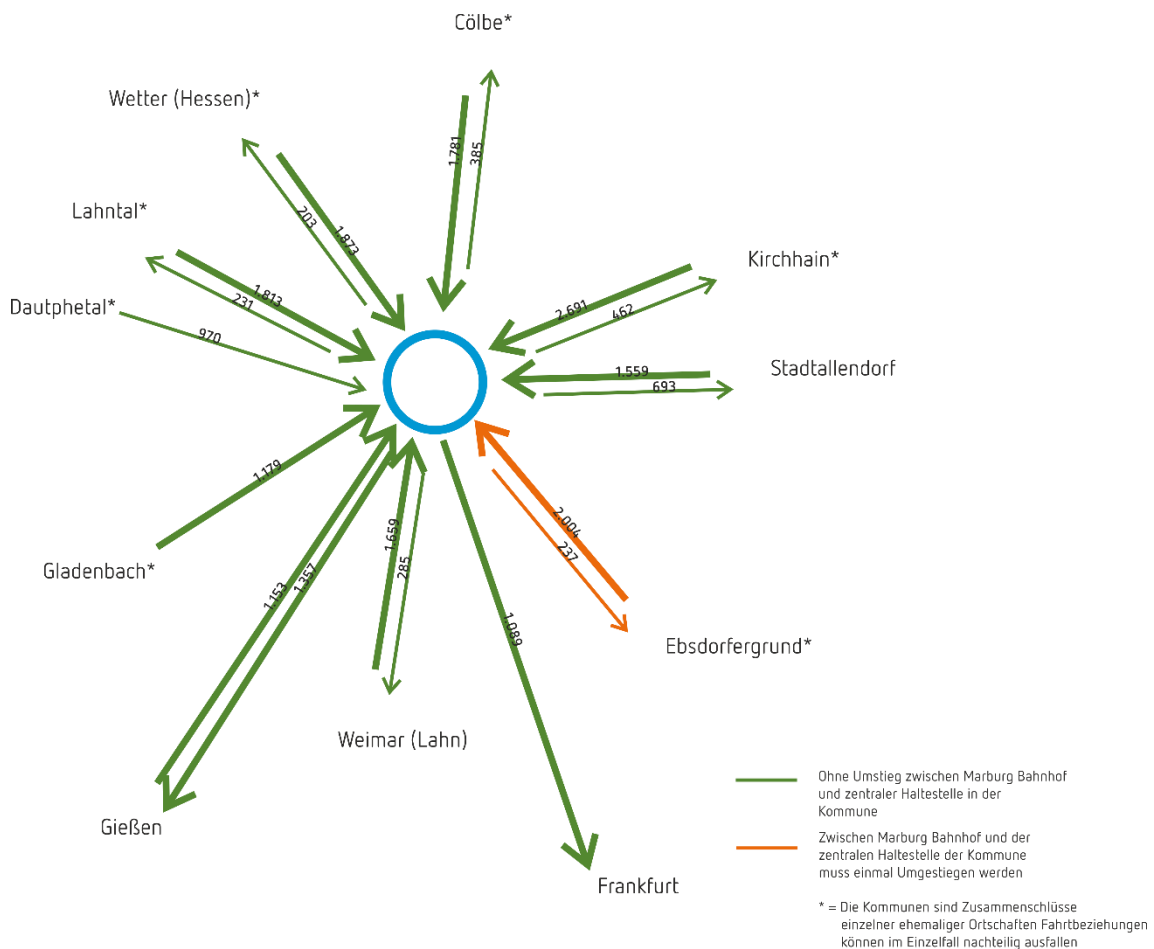 Cölbe*
Wetter (Hessen)*
1.781
385
203
1.873
Lahntal*
Kirchhain*
1.813
231
2.691
462
Dautphetal*
970
1.559
693
Stadtallendorf
1.179
2.004
237
1.659
285
Gladenbach*
1.153
1.357
1.089
Ebsdorfergrund*
Weimar (Lahn)
Gießen
Frankfurt
Ohne Umstieg zwischen Marburg Bahnhof
und zentraler Haltestelle in der
Kommune
Zwischen Marburg Bahnhof und der
zentralen Haltestelle der Kommune
muss einmal Umgestiegen werden
* = Die Kommunen sind Zusammenschlüsse
einzelner ehemaliger Ortschaften Fahrtbeziehungen
können im Einzelfall nachteilig ausfallen